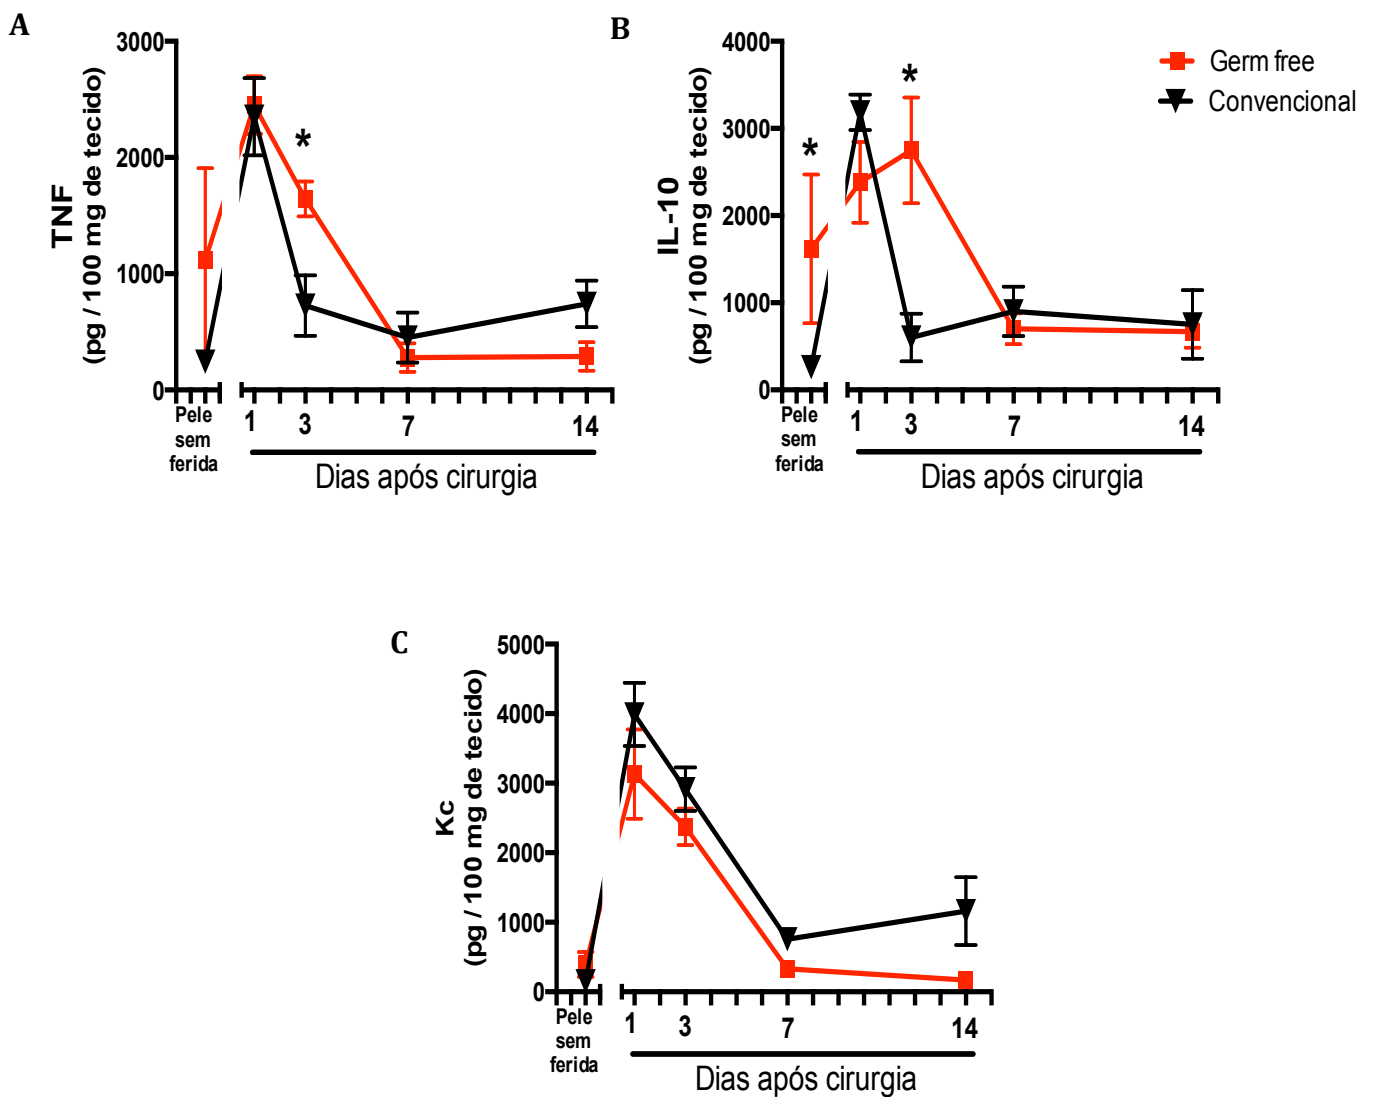 A
TNF
(pg / 100 mg de tecido)
3000
2000
1000
0
*
Pele
sem
ferida
1
3
7
14
Dias após cirurgia
B
IL-10
(pg / 100 mg de tecido)
4000
3000
2000
1000
0
*
*
Pele
sem
ferida
1
3
7
14
Dias após cirurgia
Germ free
Convencional
C
Kc
(pg / 100 mg de tecido)
5000
4000
3000
2000
1000
0
Pele
sem
ferida
1
3
7
14
Dias após cirurgia